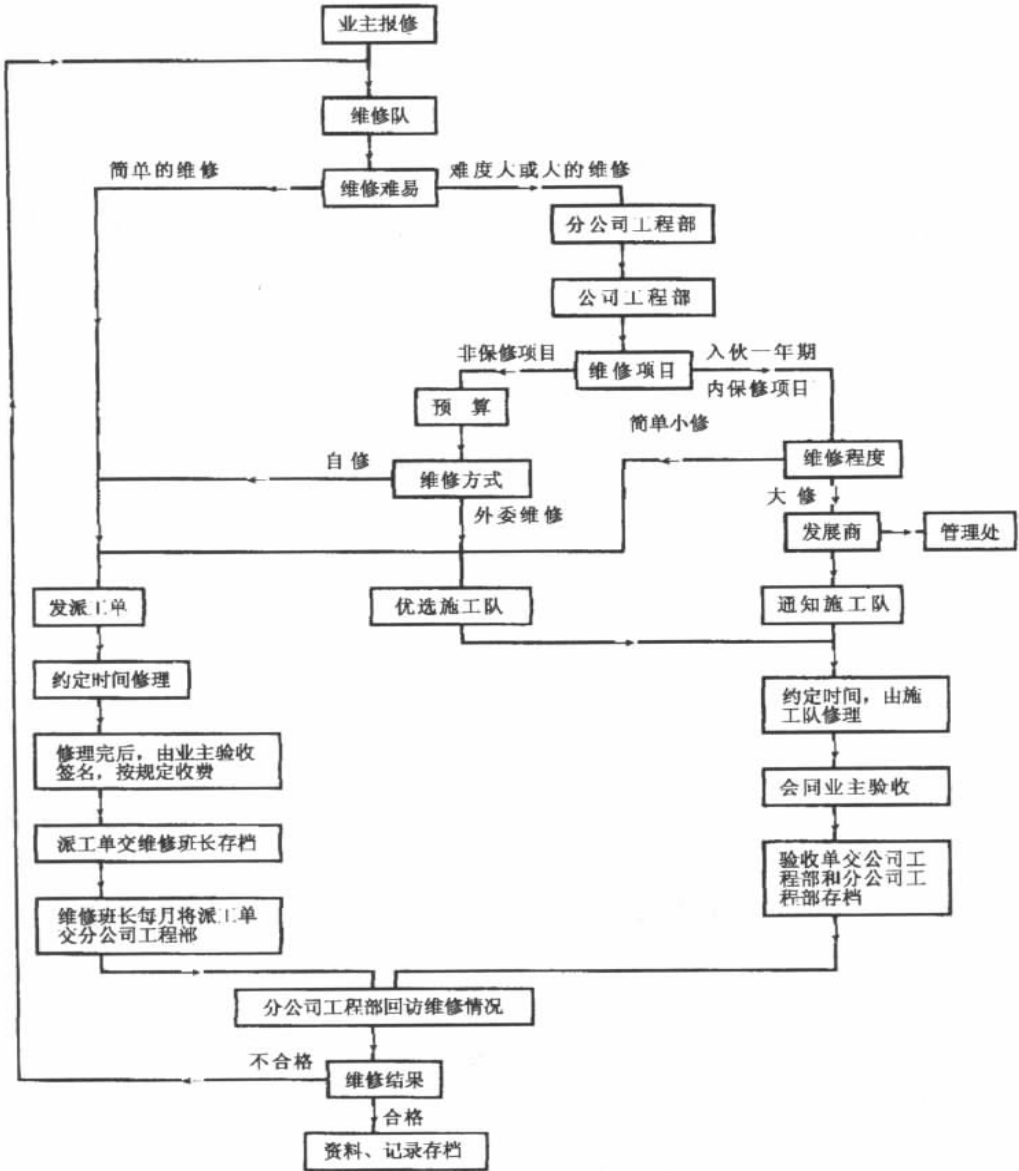 业主报修
维修队
简单的维修
维修难易
难度大或大的维修
分公司工程部
公司工程部
非保修项目
维修项目
入伙一年期
内保修项目
预 算
简单小修
自修
维修方式
维修程度
外委维修
大修
发展商
管理处
发派工单
优选施工队
通知施工队
约定时间修理
约定时间，由施
工队修理
修理完后，由业主验收
签名，按规定收费
会同业主验收
派工单交维修班长存档
验收单交公司工
程部和分公司工
程部存档
维修班长每月将派工单
交分公司工程部
分公司工程部回访维修情况
不合格
维修结果
合格
资料、记录存档